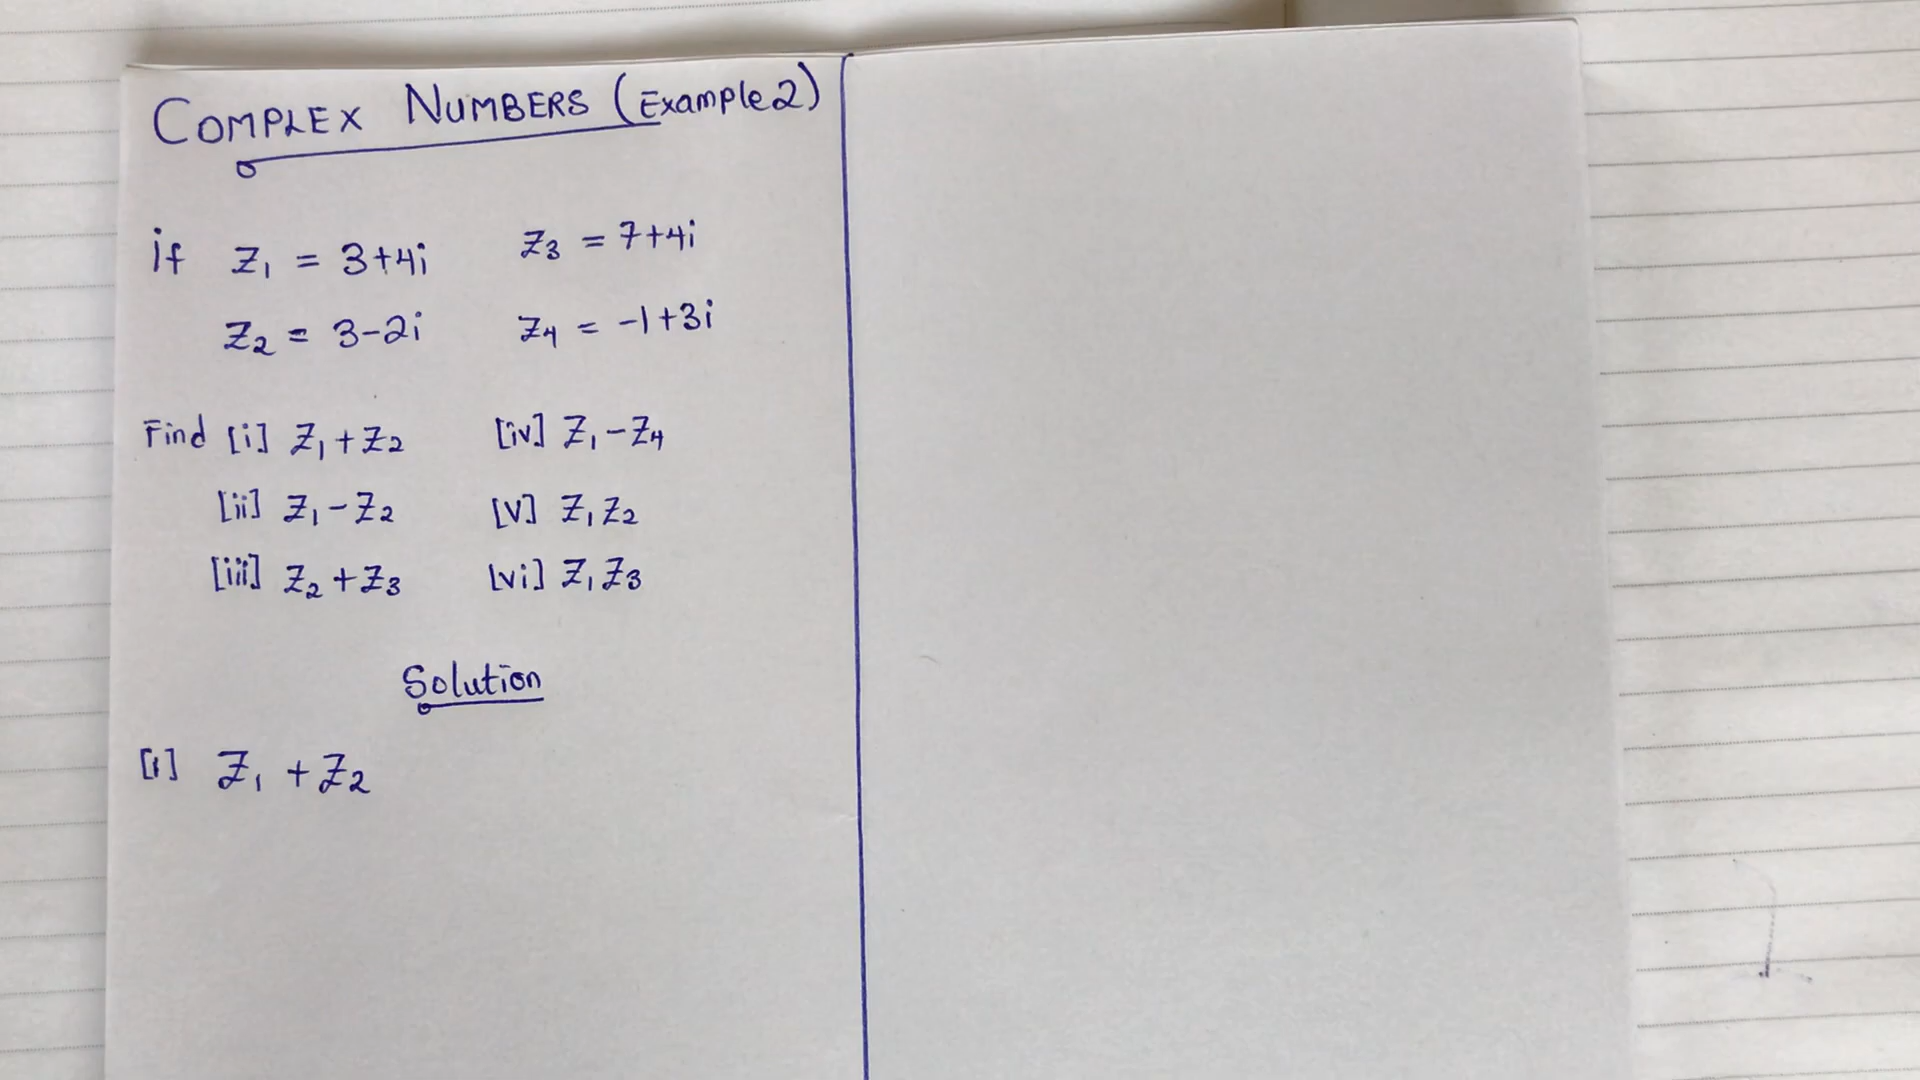 COMPLEX NUMBERS (Example 2)
if z₁ = 3+4i z₃ = 7+4i
z₂ = 3-2i z₄ = -1+3i
Find [i] z₁+z₂ [iv] z₁-z₄
[ii] z₁-z₂ [v] z₁z₂
[iii] z₂+z₃ [vi] z₁z₃
Solution
[i] z₁ +z₂